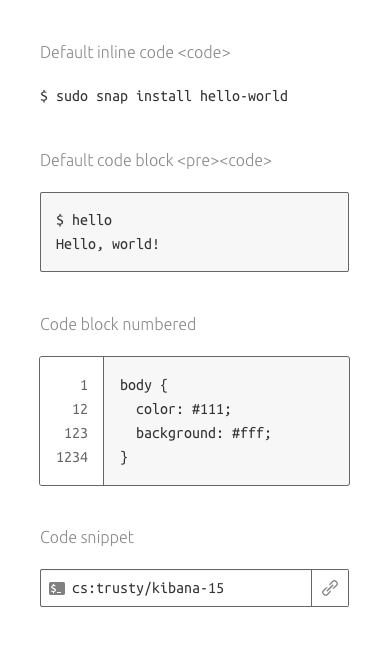 Default inline code <code>
$ sudo snap install hello-world
Default code block <pre><code>
$ hello
Hello, world!
Code block numbered
1 body {
12 color: #111;
123 background: #fff;
1234 }
Code snippet
$_ cs:trusty/kibana-15